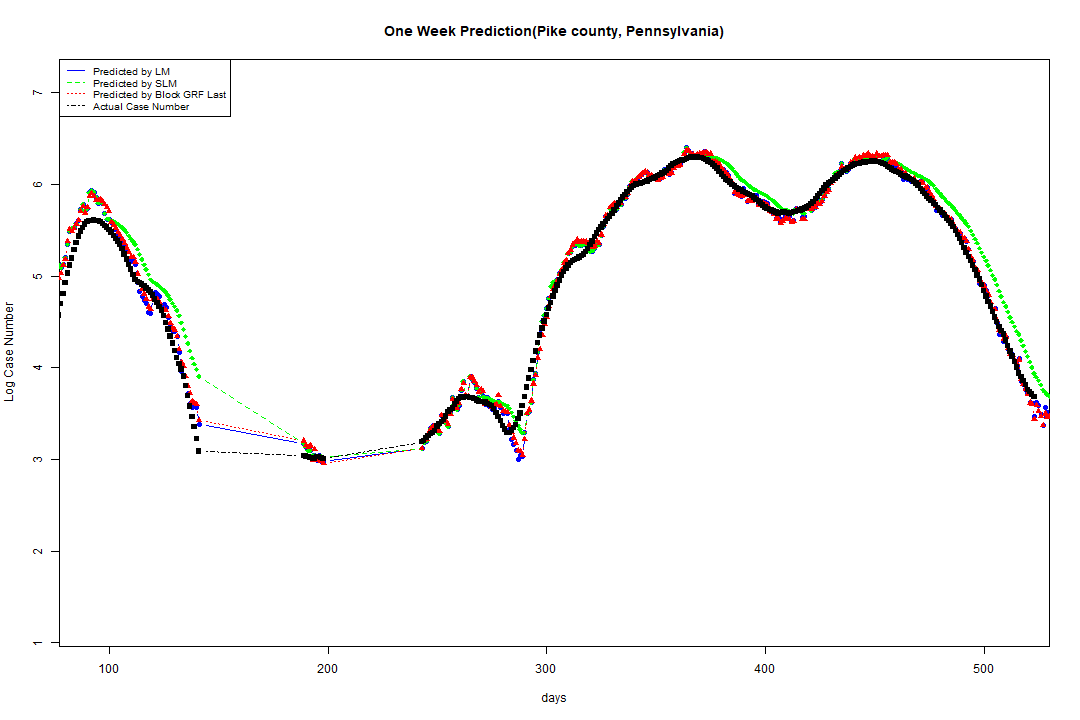 One Week Prediction(Pike county, Pennsylvania)
Predicted by LM
Predicted by SLM
Predicted by Block GRF Last
Actual Case Number
7
6
5
4
3
2
1
Log Case Number
100 200 300 400 500
days